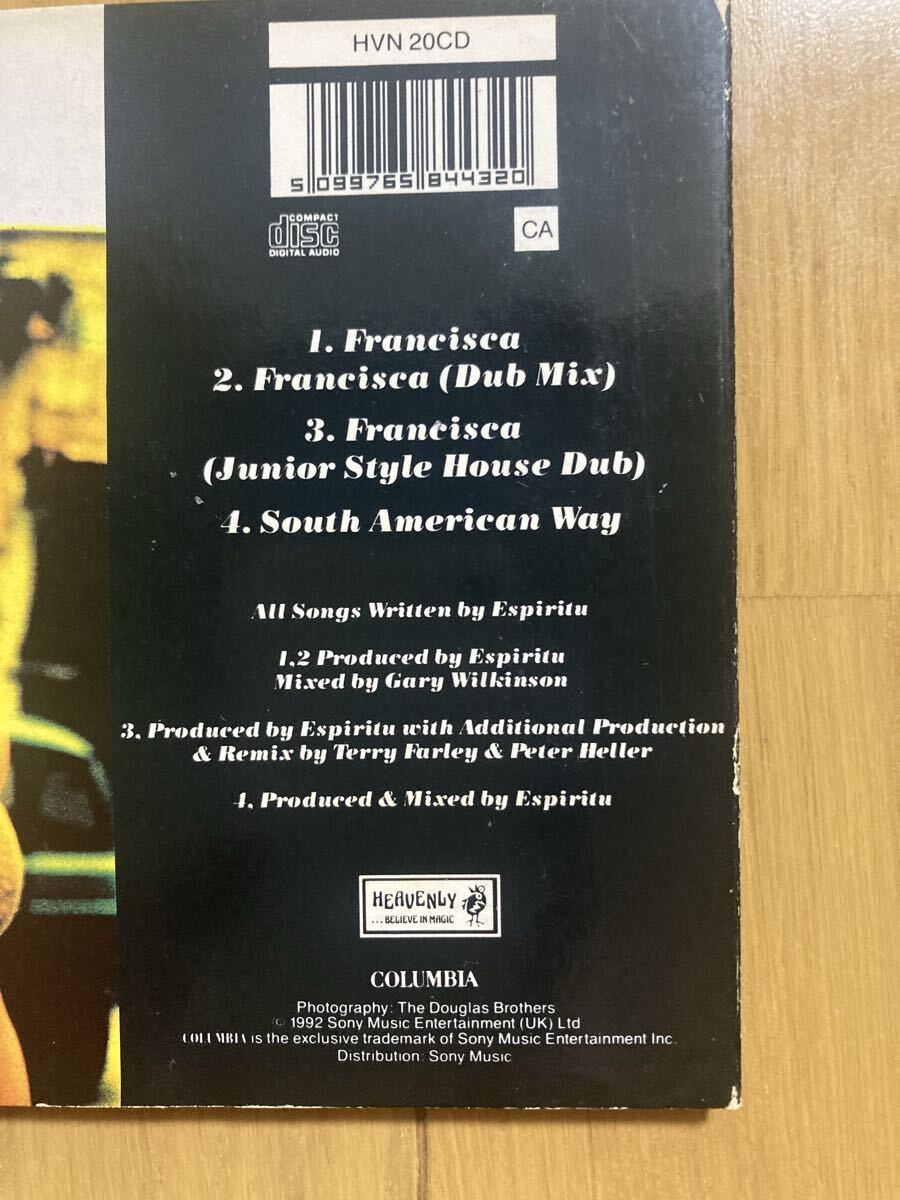 HVN 20CD
5 099765 844320
COMPACT
disc
DIGITAL AUDIO
CA
1. Francisca
2. Francisca (Dub Mix)
3. Francisca
(Junior Style House Dub)
4. South American Way
All Songs Written by Espiritu
1,2 Produced by Espiritu
Mixed by Gary Wilkinson
3, Produced by Espiritu with Additional Production
& Remix by Terry Farley & Peter Heller
4, Produced & Mixed by Espiritu
HEAVENLY
...BELIEVE IN MAGIC
COLUMBIA
Photography: The Douglas Brothers
© 1992 Sony Music Entertainment (UK) Ltd
COLUMBIA is the exclusive trademark of Sony Music Entertainment Inc.
Distribution: Sony Music